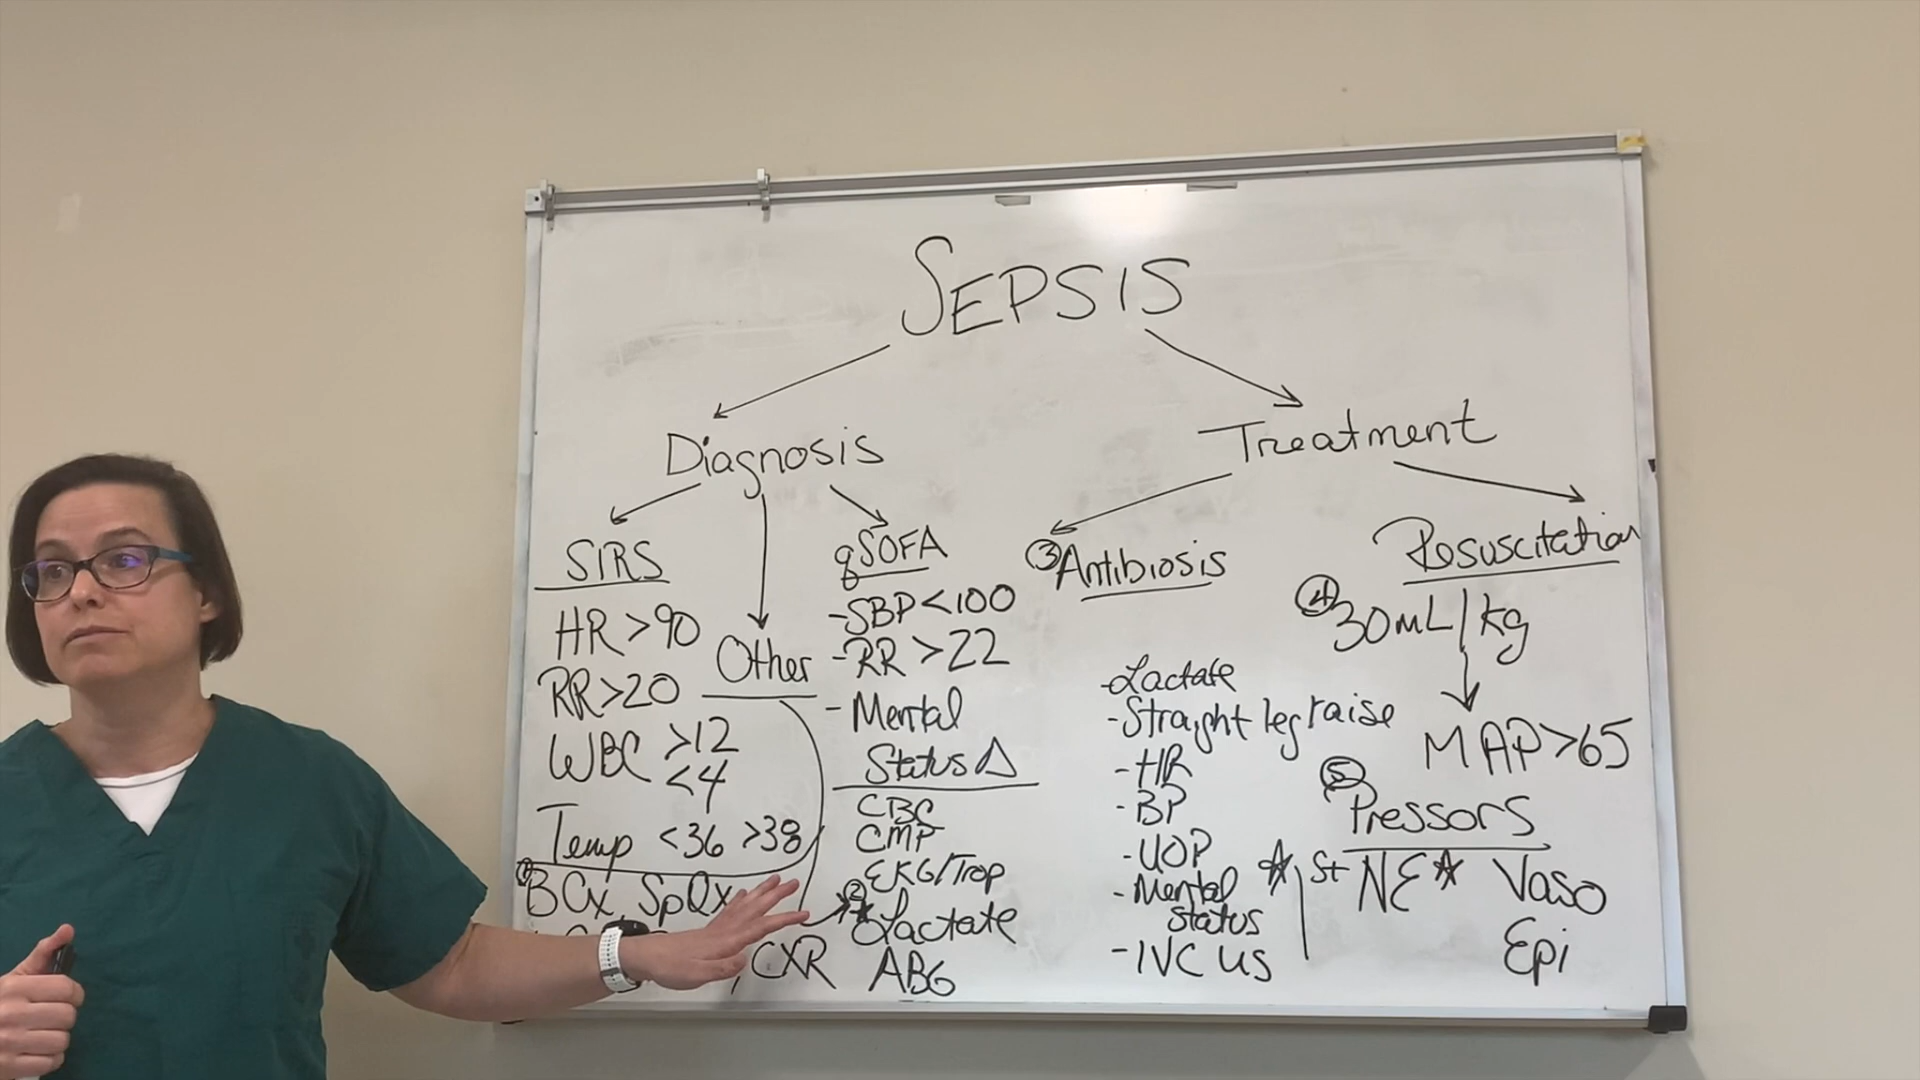 SEPSIS
Diagnosis
Treatment
SIRS
HR >90
RR >20
WBC >12
<4
Temp <36 >38
① BCx, SpQx
CXR
Other
qSOFA
-SBP <100
-RR >22
- Mental
Status Δ
CBC
CMP
EKG/Trop
② * Lactate
ABG
③ Antibiosis
-Lactate
-Straight leg raise
-HR
-BP
-UOP
-Mental
status
-IVC US
Resuscitation
④ 30mL/kg
MAP>65
⑤ Pressors
NE* Vaso
Epi